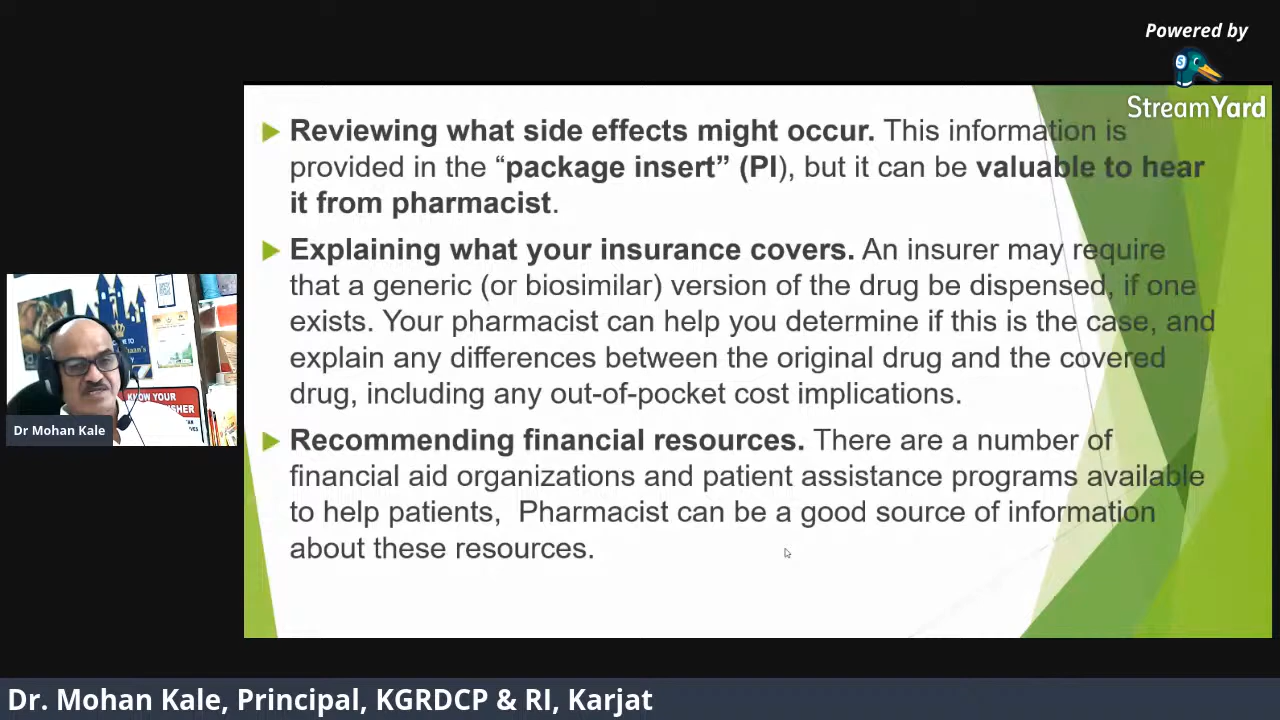 Powered by
StreamYard
Reviewing what side effects might occur. This information is
provided in the “package insert” (PI), but it can be valuable to hear
it from pharmacist.
Explaining what your insurance covers. An insurer may require
that a generic (or biosimilar) version of the drug be dispensed, if one
exists. Your pharmacist can help you determine if this is the case, and
explain any differences between the original drug and the covered
drug, including any out-of-pocket cost implications.
Recommending financial resources. There are a number of
financial aid organizations and patient assistance programs available
to help patients,  Pharmacist can be a good source of information
about these resources.
KNOW YOUR
Dr Mohan Kale
Dr. Mohan Kale, Principal, KGRDCP & RI, Karjat